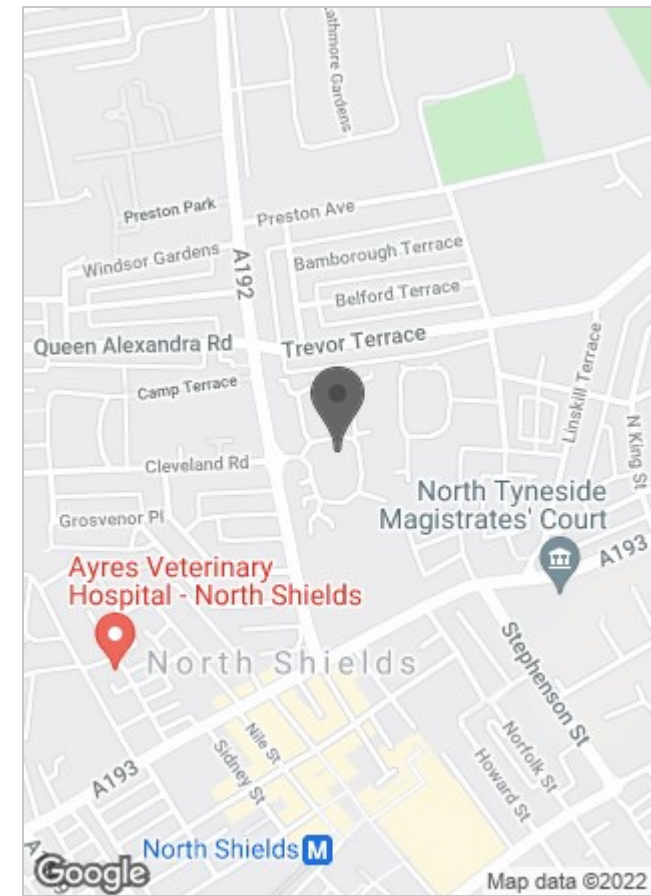 Rathmore Gardens
Preston Park
Preston Ave
Windsor Gardens
A192
Bamborough Terrace
Belford Terrace
Queen Alexandra Rd
Trevor Terrace
Camp Terrace
Linskill Terrace
N King St
Cleveland Rd
Grosvenor Pl
North Tyneside
Magistrates' Court
A193
Ayres Veterinary
Hospital - North Shields
North Shields
Stephenson St
Nile St
Sidney St
Norfolk St
Howard St
A193
North Shields M
Google
Map data ©2022